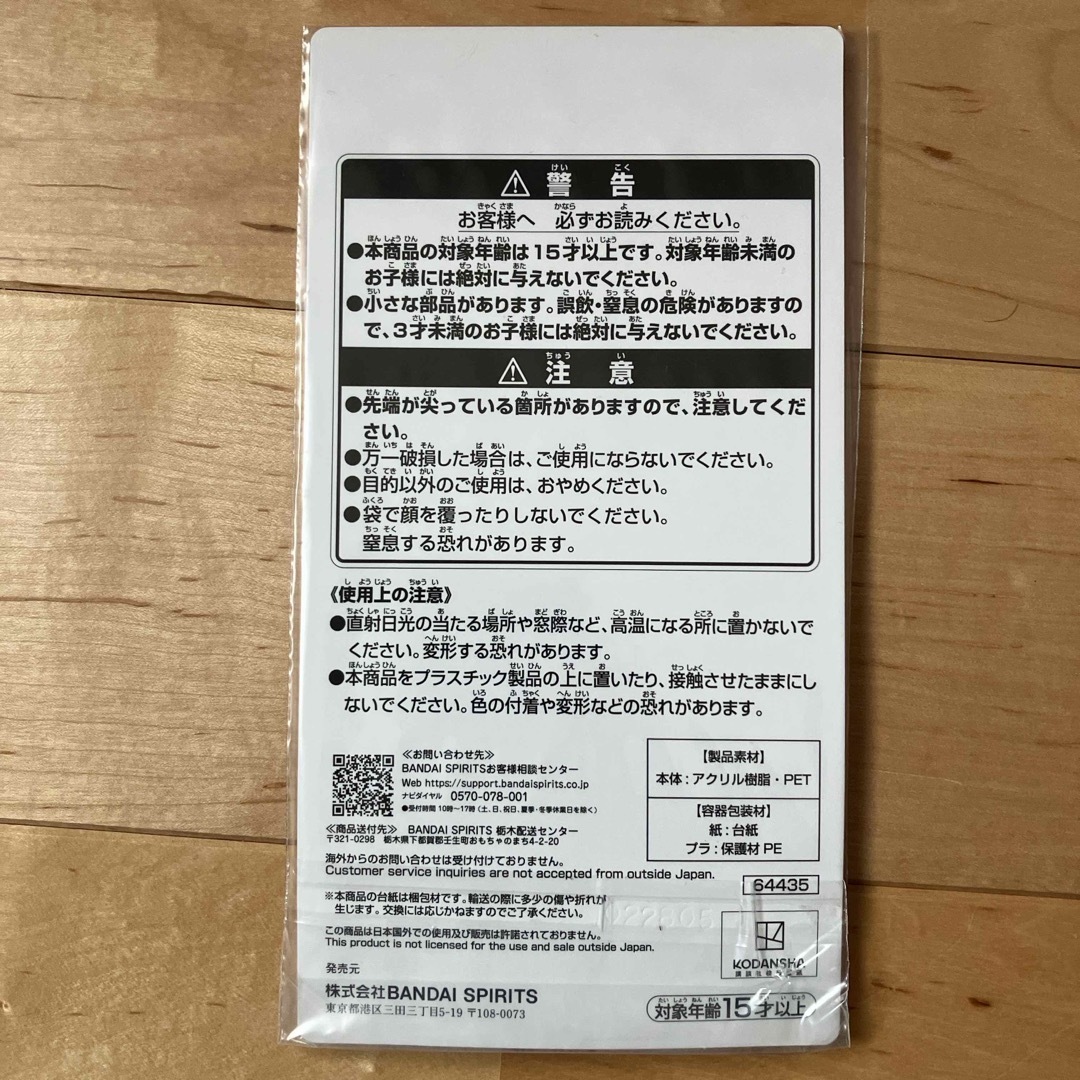 ⚠ 警告
お客様へ 必ずお読みください。
●本商品の対象年齢は15才以上です。対象年齢未満の
お子様には絶対に与えないでください。
●小さな部品があります。誤飲・窒息の危険がありますの
で、3才未満のお子様には絶対に与えないでください。
⚠ 注意
●先端が尖っている箇所がありますので、注意してくだ
さい。
●万一破損した場合は、ご使用にならないでください。
●目的以外のご使用は、おやめください。
●袋で顔を覆ったりしないでください。
窒息する恐れがあります。
《使用上の注意》
●直射日光の当たる場所や窓際など、高温になる所に置かないで
ください。変形する恐れがあります。
●本商品をプラスチック製品の上に置いたり、接触させたままにし
ないでください。色の付着や変形などの恐れがあります。
≪お問い合わせ先≫
BANDAI SPIRITSお客様相談センター
Web https://support.bandaispirits.co.jp
ナビダイヤル 0570-078-001
●受付時間 10時～17時(土、日、祝日、夏季・冬季休業日を除く)
≪商品送付先≫ BANDAI SPIRITS 栃木配送センター
〒321-0298 栃木県下都賀郡壬生町おもちゃのまち4-2-20
海外からのお問い合わせは受け付けておりません。
Customer service inquiries are not accepted from outside Japan.
【製品素材】
本体:アクリル樹脂・PET
【容器包装材】
紙:台紙
プラ:保護材 PE
64435
※本商品の台紙は梱包材です。輸送の際に多少の傷や折れが
生じます。交換には応じかねますのでご了承ください。
この商品は日本国外での使用及び販売は許諾されておりません。
This product is not licensed for the use and sale outside Japan.
KODANSHA
発売元
株式会社BANDAI SPIRITS
東京都港区三田三丁目5-19 〒108-0073
対象年齢15才以上